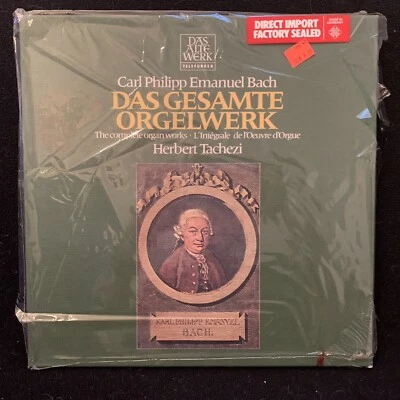 DAS
ALTE
WERK
TELEFUNKEN
DIRECT IMPORT
FACTORY SEALED
Carl Philipp Emanuel Bach
DAS GESAMTE
ORGELWERK
The complete organ works · L'Intégrale de l'Oeuvre d'Orgue
Herbert Tachezi
KARL PHILIPP EMANUEL
BACH.